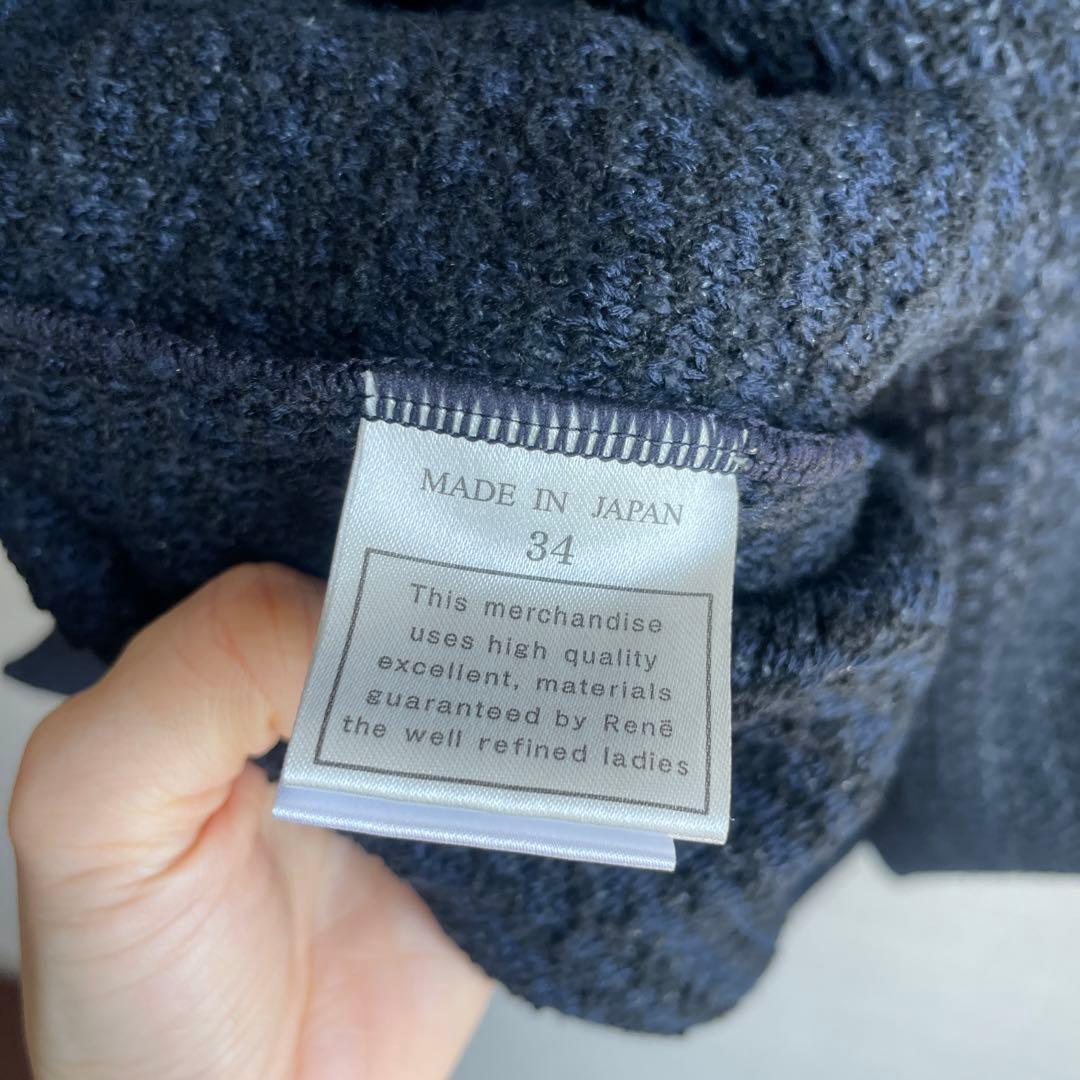 MADE IN JAPAN
34
This merchandise
uses high quality
excellent, materials
guaranteed by Renë
the well refined ladies